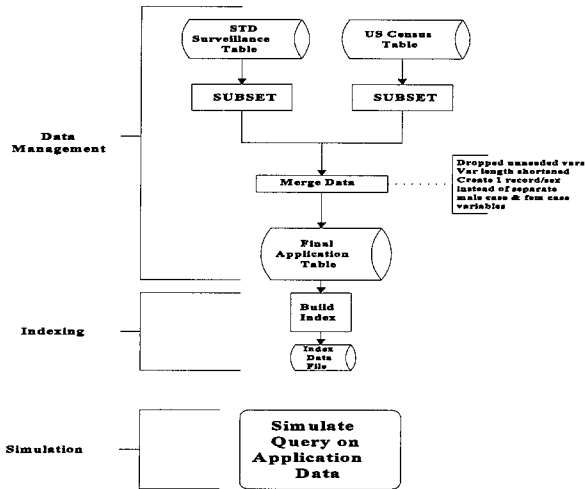 STD
Surveillance
Table
US Census
Table
SUBSET
SUBSET
Data
Management
Merge Data
Dropped unneeded vars
Var length shortened
Create 1 record/sex
instead of separate
male case & fem case
variables
Final
Application
Table
Build
Index
Indexing
Index
Data
File
Simulation
Simulate
Query on
Application
Data